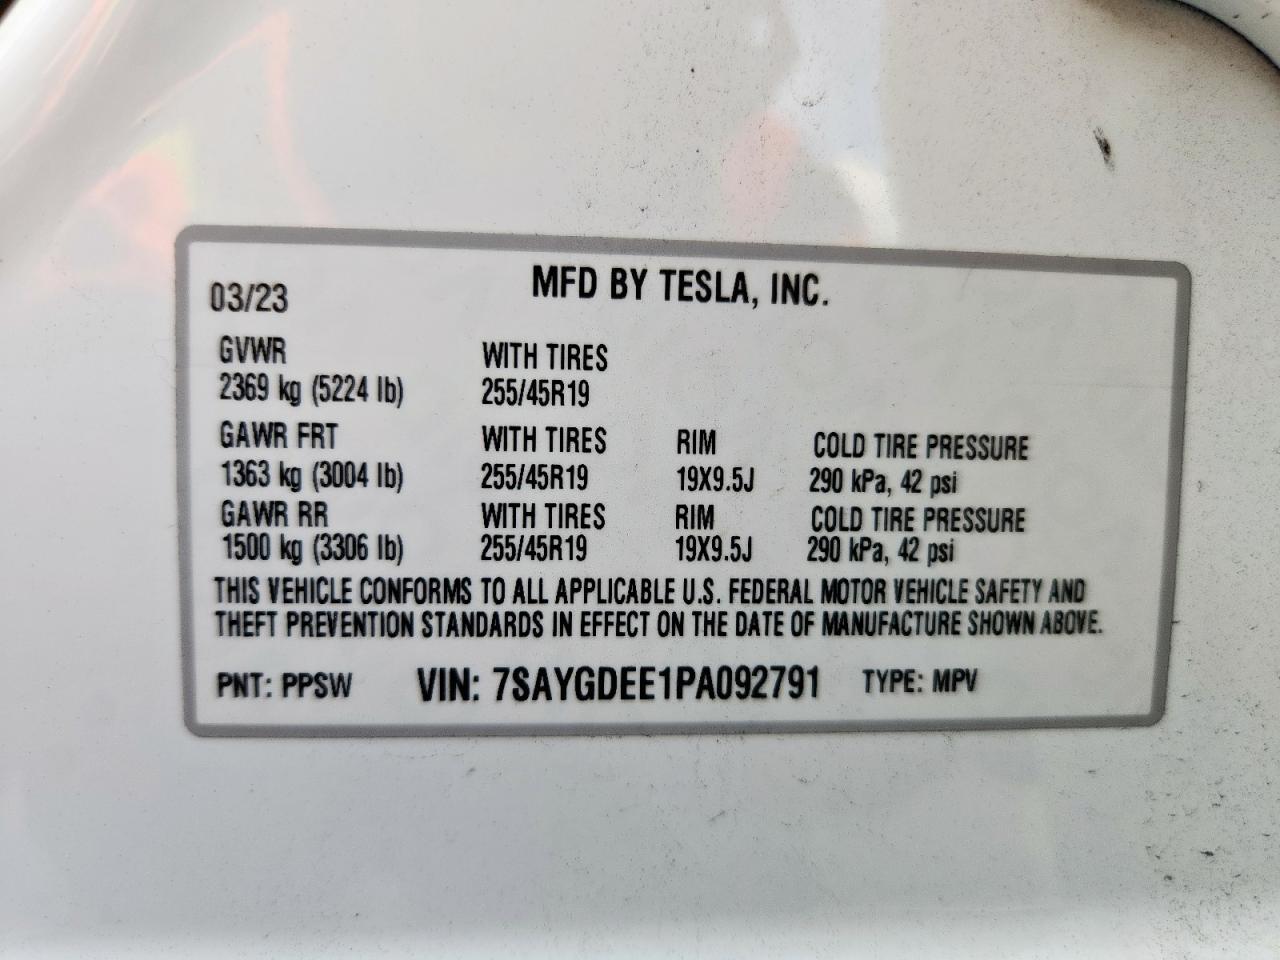 MFD BY TESLA, INC.
03/23
GVWR WITH TIRES
2369 kg (5224 lb) 255/45R19
GAWR FRT WITH TIRES RIM COLD TIRE PRESSURE
1363 kg (3004 lb) 255/45R19 19X9.5J 290 kPa, 42 psi
GAWR RR WITH TIRES RIM COLD TIRE PRESSURE
1500 kg (3306 lb) 255/45R19 19X9.5J 290 kPa, 42 psi
THIS VEHICLE CONFORMS TO ALL APPLICABLE U.S. FEDERAL MOTOR VEHICLE SAFETY AND
THEFT PREVENTION STANDARDS IN EFFECT ON THE DATE OF MANUFACTURE SHOWN ABOVE.
PNT: PPSW VIN: 7SAYGDEE1PA092791 TYPE: MPV